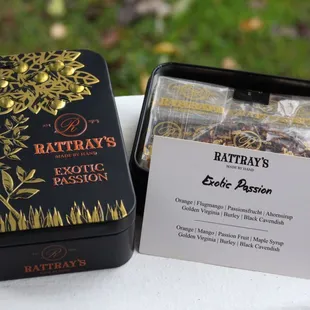 R
RATTRAY'S
MADE BY HAND
EXOTIC
PASSION
RATTRAY'S
RATTRAY'S
MADE BY HAND
Exotic Passion
Orange | Flugmango | Passionsfrucht | Ahornsirup
Golden Virginia | Burley | Black Cavendish
Orange | Mango | Passion Fruit | Maple Syrup
Golden Virginia | Burley | Black Cavendish